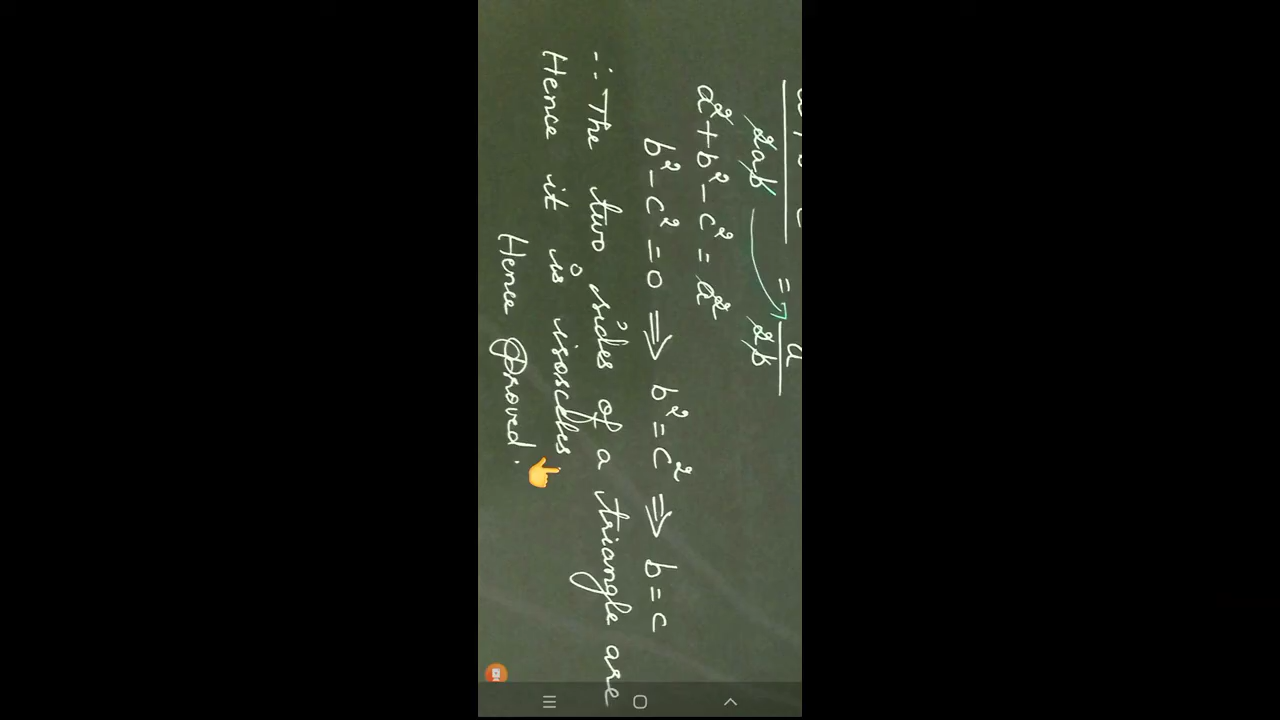 2ab = a/2b
a² + b² - c² = a²
b² - c² = 0 ⇒ b² = c² ⇒ b = c
∴ The two sides of a triangle are
Hence it is isosceles
Hence Proved.